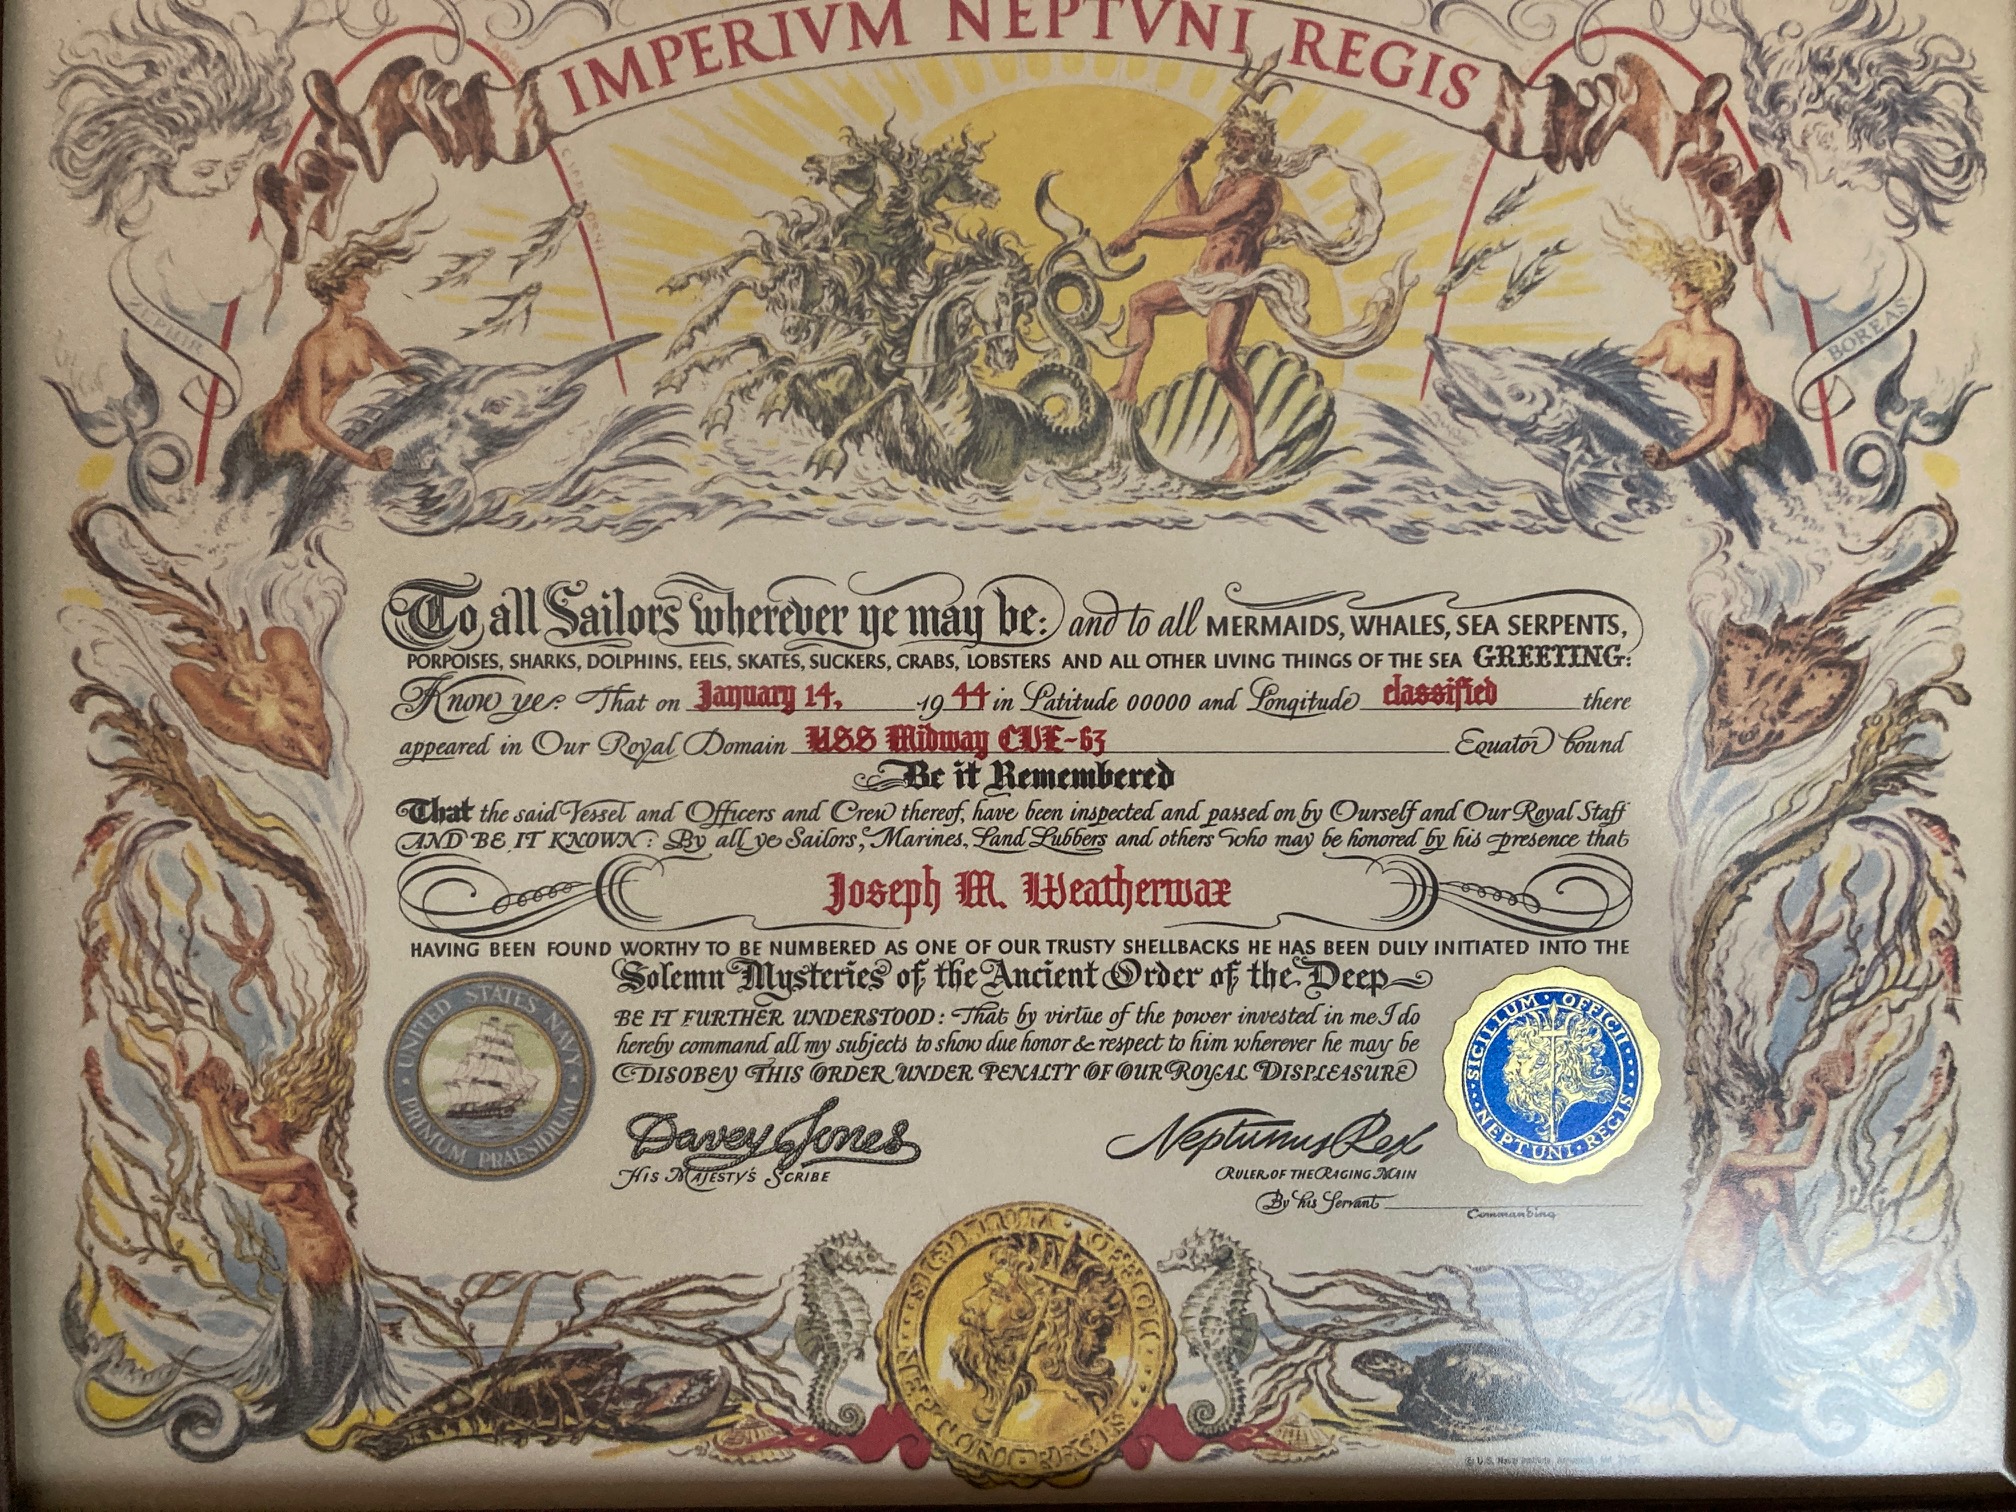 IMPERIVM NEPTVNI REGIS
ZEPHIR
BOREAS
To all Sailors wherever ye may be: and to all MERMAIDS, WHALES, SEA SERPENTS,
PORPOISES, SHARKS, DOLPHINS, EELS, SKATES, SUCKERS, CRABS, LOBSTERS AND ALL OTHER LIVING THINGS OF THE SEA GREETING:
Know ye: That on January 14, 1944 in Latitude 00000 and Longitude classified there
appeared in Our Royal Domain USS Midway CVE-63 Equator bound
Be it Remembered
That the said Vessel and Officers and Crew thereof, have been inspected and passed on by Ourself and Our Royal Staff
AND BE IT KNOWN: By all ye Sailors, Marines, Land Lubbers and others who may be honored by his presence that
Joseph M. Weatherwax
HAVING BEEN FOUND WORTHY TO BE NUMBERED AS ONE OF OUR TRUSTY SHELLBACKS HE HAS BEEN DULY INITIATED INTO THE
Solemn Mysteries of the Ancient Order of the Deep
BE IT FURTHER UNDERSTOOD: That by virtue of the power invested in me I do
hereby command all my subjects to show due honor & respect to him wherever he may be
DISOBEY THIS ORDER UNDER PENALTY OF OUR ROYAL DISPLEASURE
UNITED STATES NAVY
PRIMUM PRAESIDIUM
SIGILLUM · OFFICII · NEPTUNI · REGIS
Davey Jones
HIS MAJESTY'S SCRIBE
Neptunus Rex
RULER OF THE RAGING MAIN
By his Servant
Commanding
NEPTUNI · REGIS
© U.S. Naval Institute